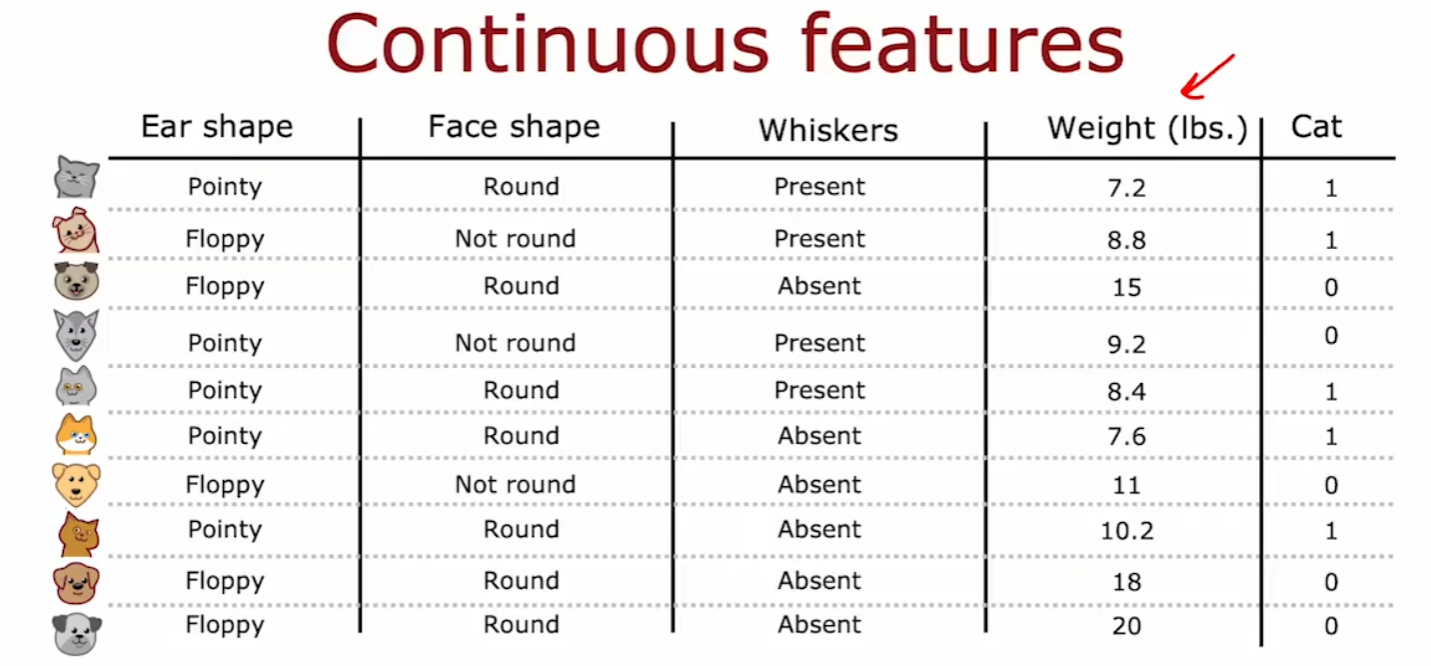 Continuous features
Ear shape Face shape Whiskers Weight (lbs.) Cat
Pointy Round Present 7.2 1
Floppy Not round Present 8.8 1
Floppy Round Absent 15 0
Pointy Not round Present 9.2 0
Pointy Round Present 8.4 1
Pointy Round Absent 7.6 1
Floppy Not round Absent 11 0
Pointy Round Absent 10.2 1
Floppy Round Absent 18 0
Floppy Round Absent 20 0